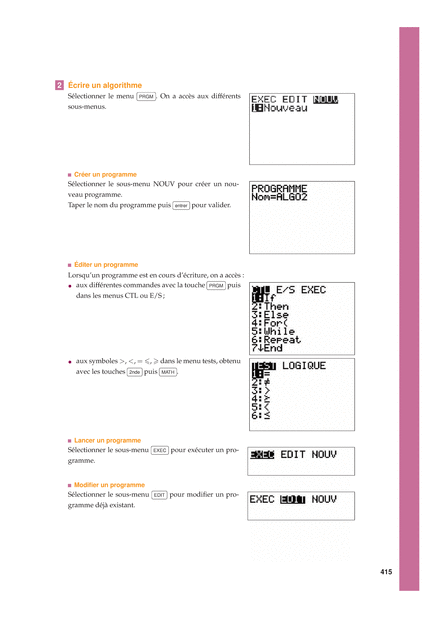 2 Écrire un algorithme
Sélectionner le menu PRGM. On a accès aux différents
sous-menus.
EXEC EDIT NOUV
1:Nouveau
Créer un programme
Sélectionner le sous-menu NOUV pour créer un nou-
veau programme.
Taper le nom du programme puis entrer pour valider.
PROGRAMME
Nom=ALGO2
Éditer un programme
Lorsqu'un programme est en cours d'écriture, on a accès :
• aux différentes commandes avec la touche PRGM puis
dans les menus CTL ou E/S;
CTL E/S EXEC
1:If
2:Then
3:Else
4:For(
5:While
6:Repeat
7↓End
• aux symboles >, <, = ⩽, ⩾ dans le menu tests, obtenu
avec les touches 2nde puis MATH.
TEST LOGIQUE
1:=
2:≠
3:>
4:≥
5:<
6:≤
Lancer un programme
Sélectionner le sous-menu EXEC pour exécuter un pro-
gramme.
EXEC EDIT NOUV
Modifier un programme
Sélectionner le sous-menu EDIT pour modifier un pro-
gramme déjà existant.
EXEC EDIT NOUV
415